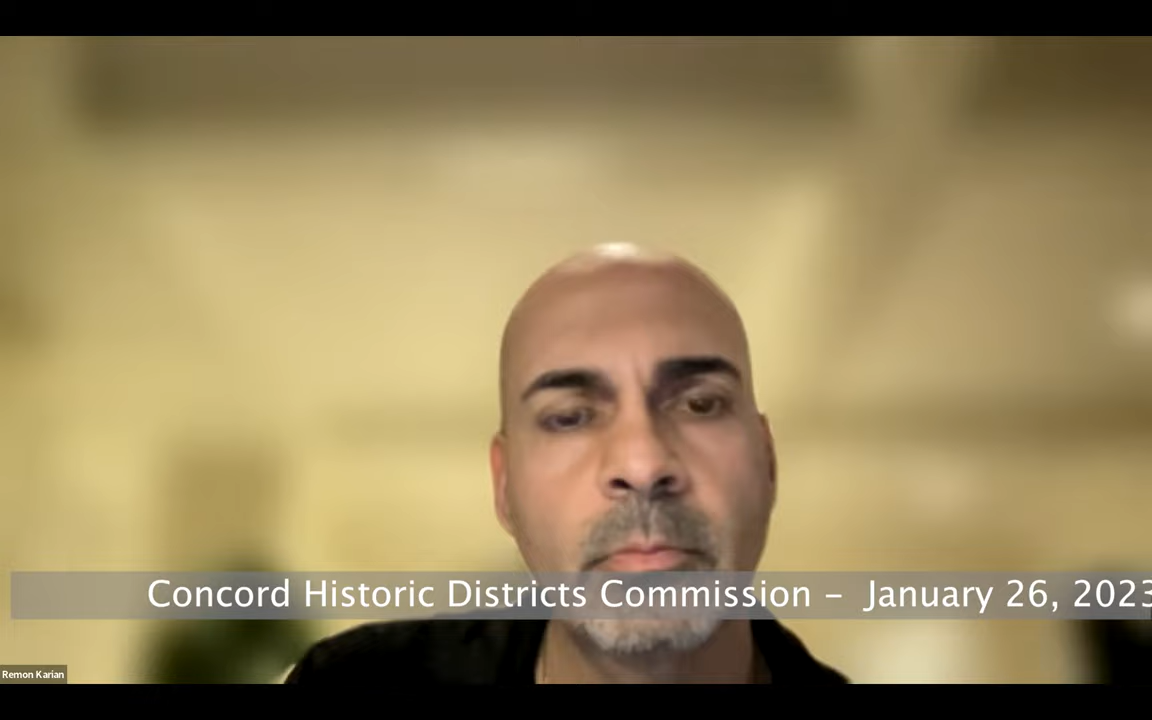 Concord Historic Districts Commission – January 26, 2023
Remon Karian